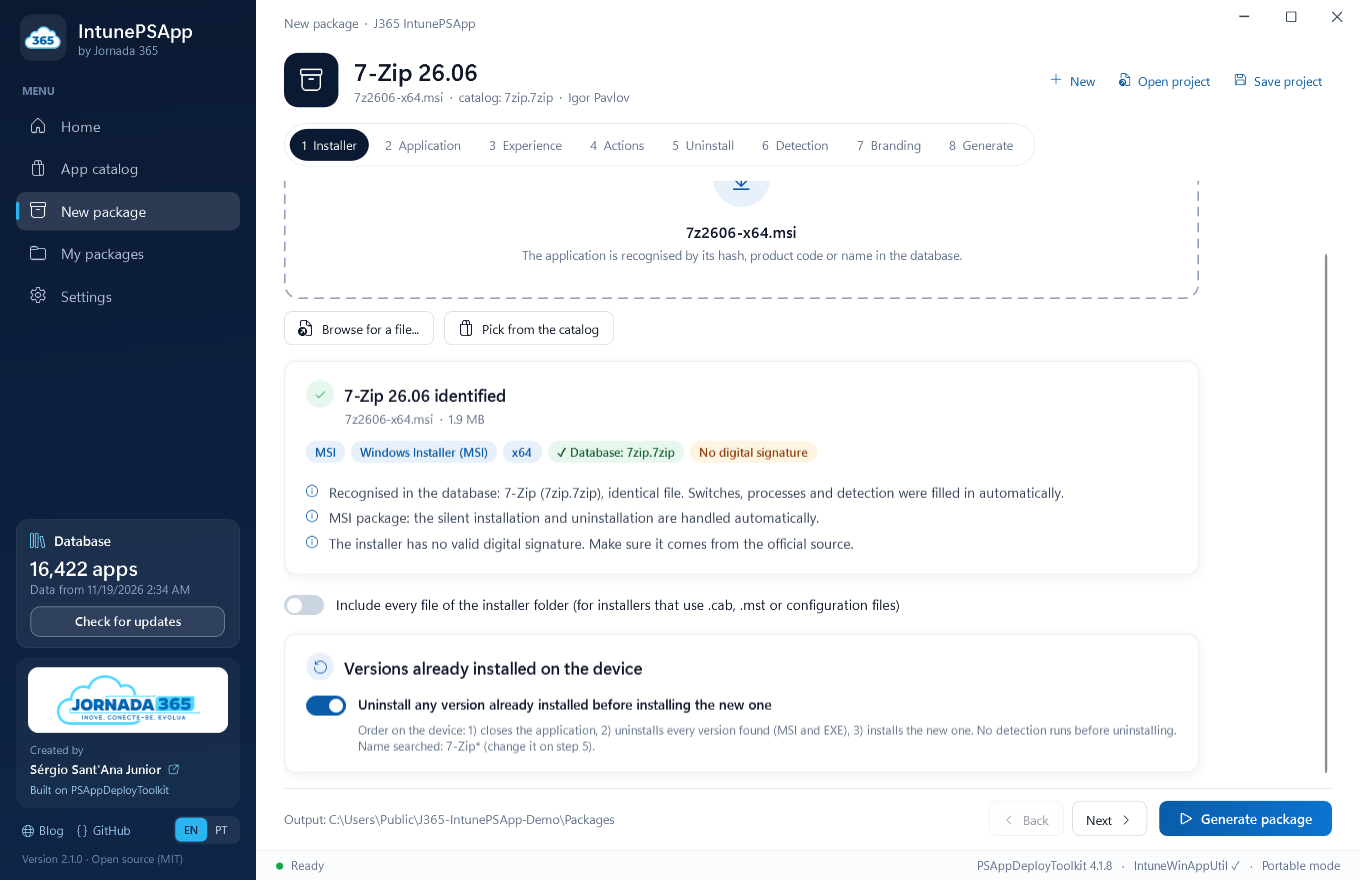 365
IntunePSApp
by Jornada 365
MENU
Home
App catalog
New package
My packages
Settings
Database
16,422 apps
Data from 11/19/2026 2:34 AM
Check for updates
JORNADA 365
INOVE. CONECTE-SE. EVOLUA
Created by
Sérgio Sant'Ana Junior
Built on PSAppDeployToolkit
Blog
{} GitHub
EN
PT
Version 2.1.0 · Open source (MIT)
New package · J365 IntunePSApp
7-Zip 26.06
7z2606-x64.msi · catalog: 7zip.7zip · Igor Pavlov
New
Open project
Save project
1 Installer
2 Application
3 Experience
4 Actions
5 Uninstall
6 Detection
7 Branding
8 Generate
7z2606-x64.msi
The application is recognised by its hash, product code or name in the database.
Browse for a file...
Pick from the catalog
7-Zip 26.06 identified
7z2606-x64.msi · 1.9 MB
MSI
Windows Installer (MSI)
x64
✓ Database: 7zip.7zip
No digital signature
Recognised in the database: 7-Zip (7zip.7zip), identical file. Switches, processes and detection were filled in automatically.
MSI package: the silent installation and uninstallation are handled automatically.
The installer has no valid digital signature. Make sure it comes from the official source.
Include every file of the installer folder (for installers that use .cab, .mst or configuration files)
Versions already installed on the device
Uninstall any version already installed before installing the new one
Order on the device: 1) closes the application, 2) uninstalls every version found (MSI and EXE), 3) installs the new one. No detection runs before uninstalling.
Name searched: 7-Zip* (change it on step 5).
Output: C:\Users\Public\J365-IntunePSApp-Demo\Packages
Back
Next
Generate package
Ready
PSAppDeployToolkit 4.1.8 · IntuneWinAppUtil ✓ · Portable mode